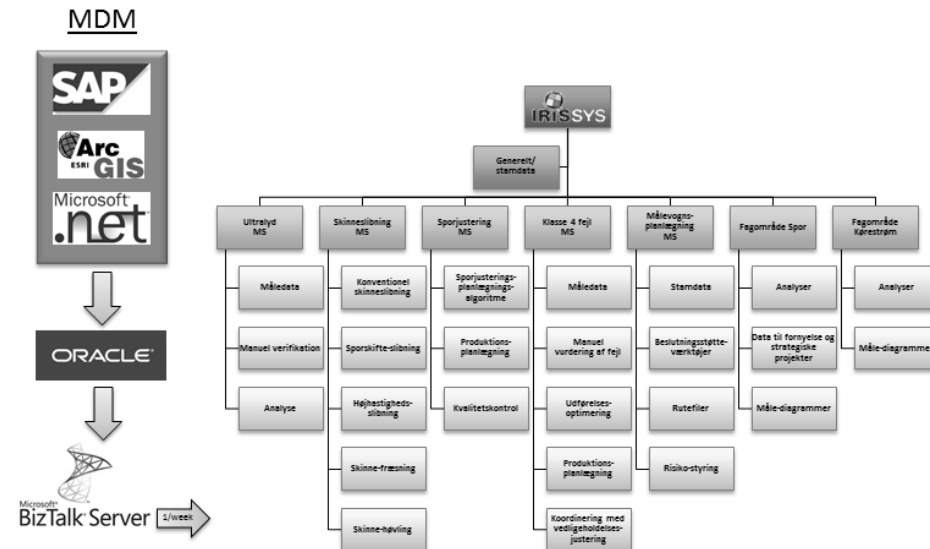 MDM
SAP
Arc
ESRI GIS
Microsoft
.net
ORACLE
Microsoft
BizTalk Server
1/week
IRISSYS
Generelt/
stamdata
Ultralyd
MS
Måledata
Manuel verifikation
Analyse
Skinneslibning
MS
Konventionel
skinneslibning
Sporskifte-slibning
Højhastigheds-
slibning
Skinne-fræsning
Skinne-høvling
Sporjustering
MS
Sporjusterings-
planlægnings-
algoritme
Produktions-
planlægning
Kvalitetskontrol
Klasse 4 fejl
MS
Måledata
Manuel
vurdering af fejl
Udførelses-
optimering
Produktions-
planlægning
Koordinering med
vedligeholdelses-
justering
Målevogns-
planlægning
MS
Stamdata
Beslutningsstøtte-
værktøjer
Rutefiler
Risiko-styring
Fagområde Spor
Analyser
Data til fornyelse og
strategiske
projekter
Måle-diagrammer
Fagområde
Kørestrøm
Analyser
Måle-diagrammer